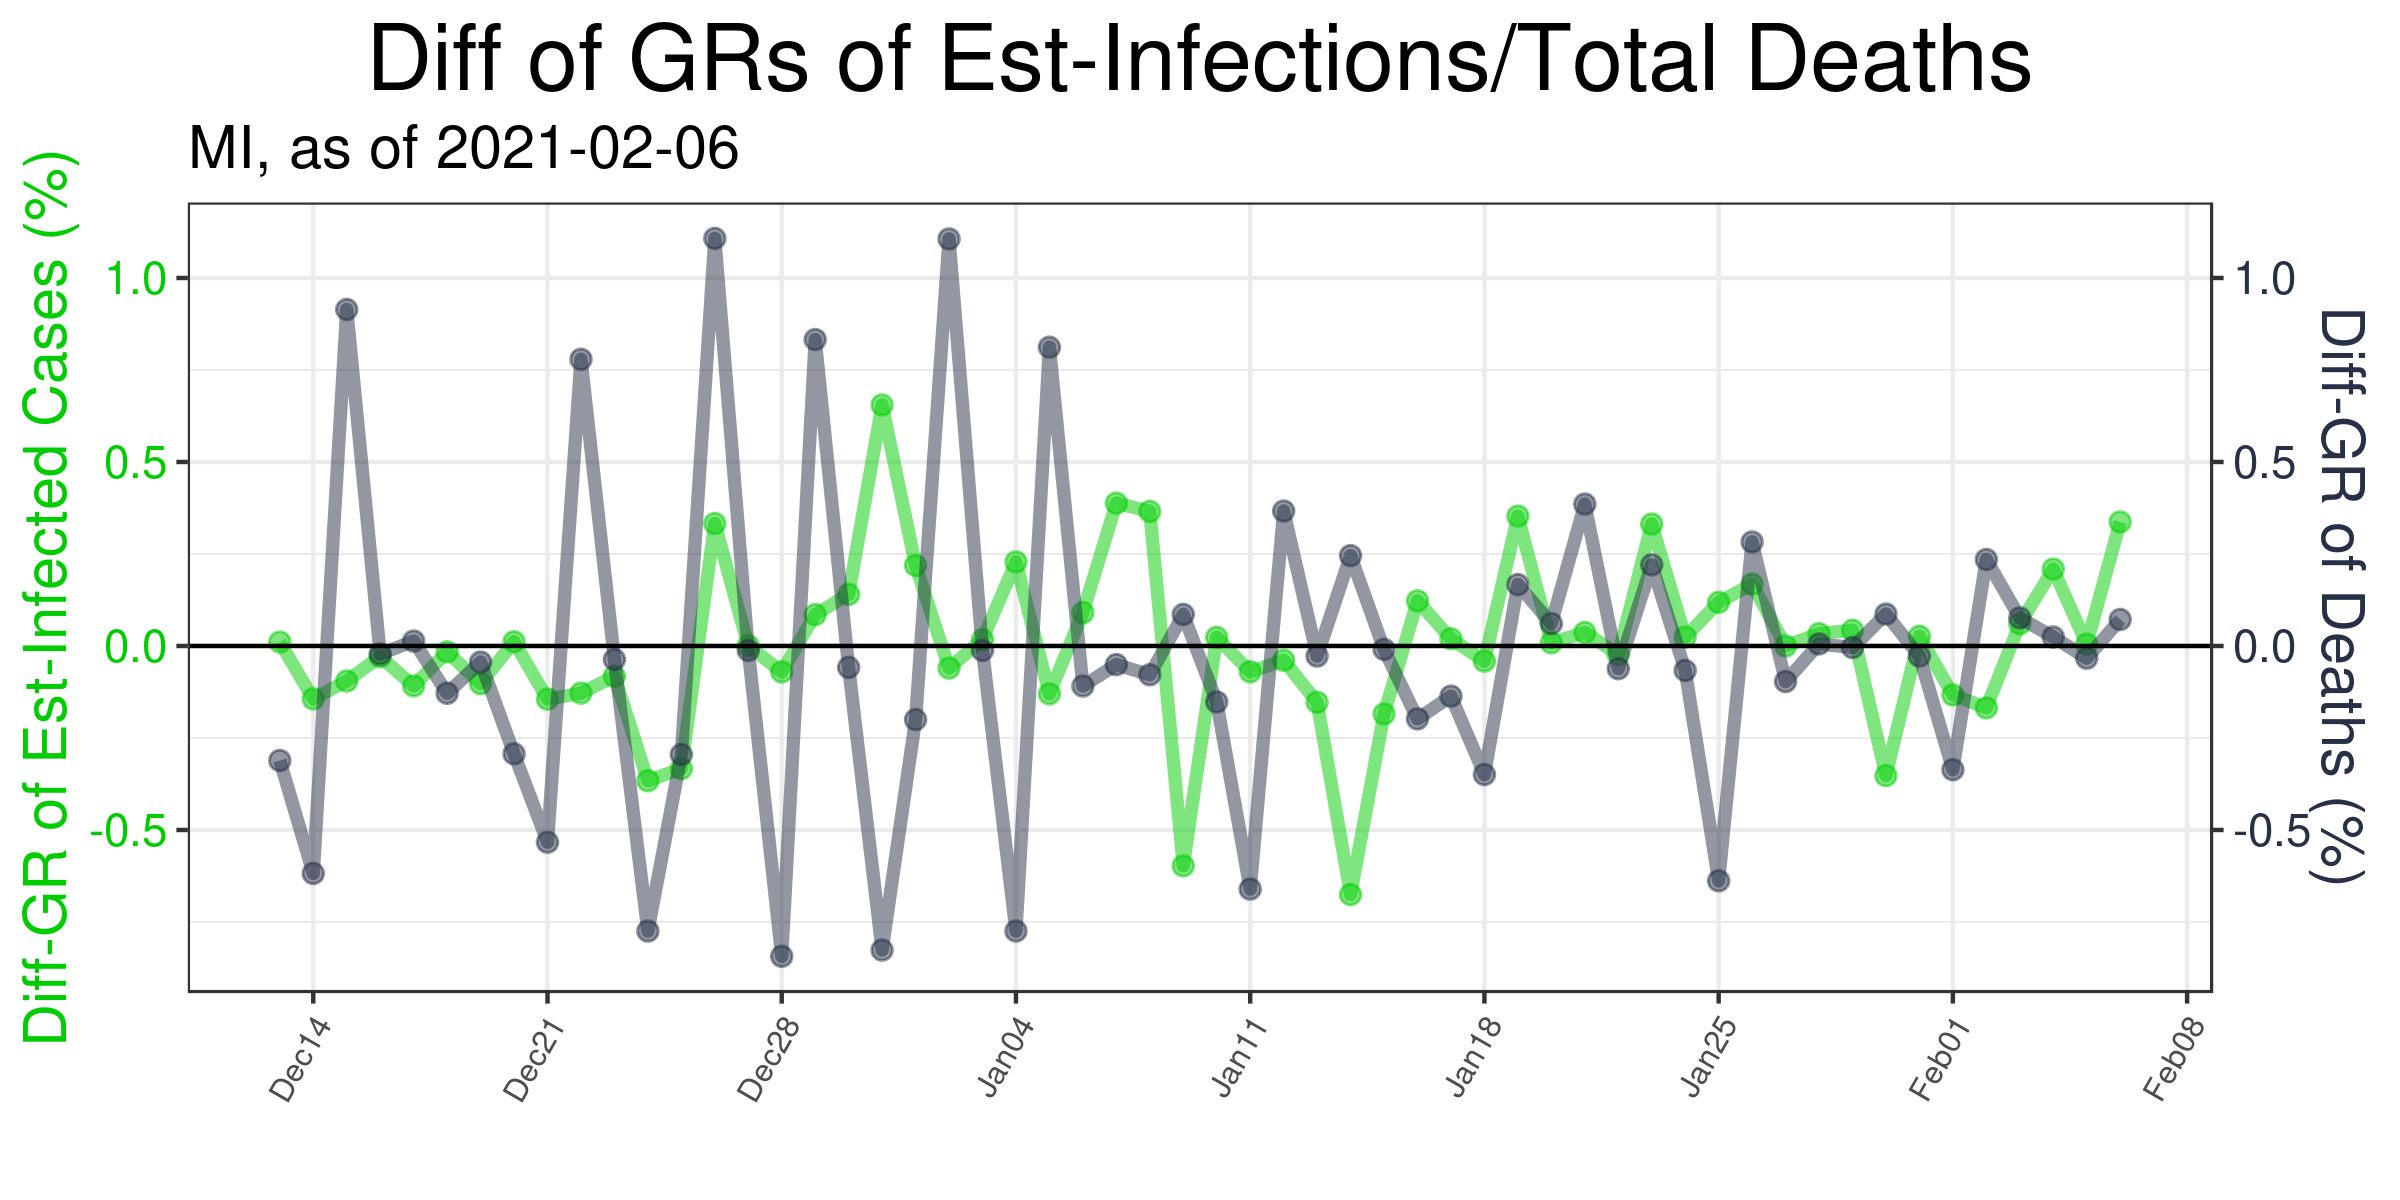 Diff of GRs of Est-Infections/Total Deaths
MI, as of 2021-02-06
Diff-GR of Est-Infected Cases (%)
1.0
0.5
0.0
-0.5
1.0
0.5
0.0
-0.5
Diff-GR of Deaths (%)
Dec14
Dec21
Dec28
Jan04
Jan11
Jan18
Jan25
Feb01
Feb08